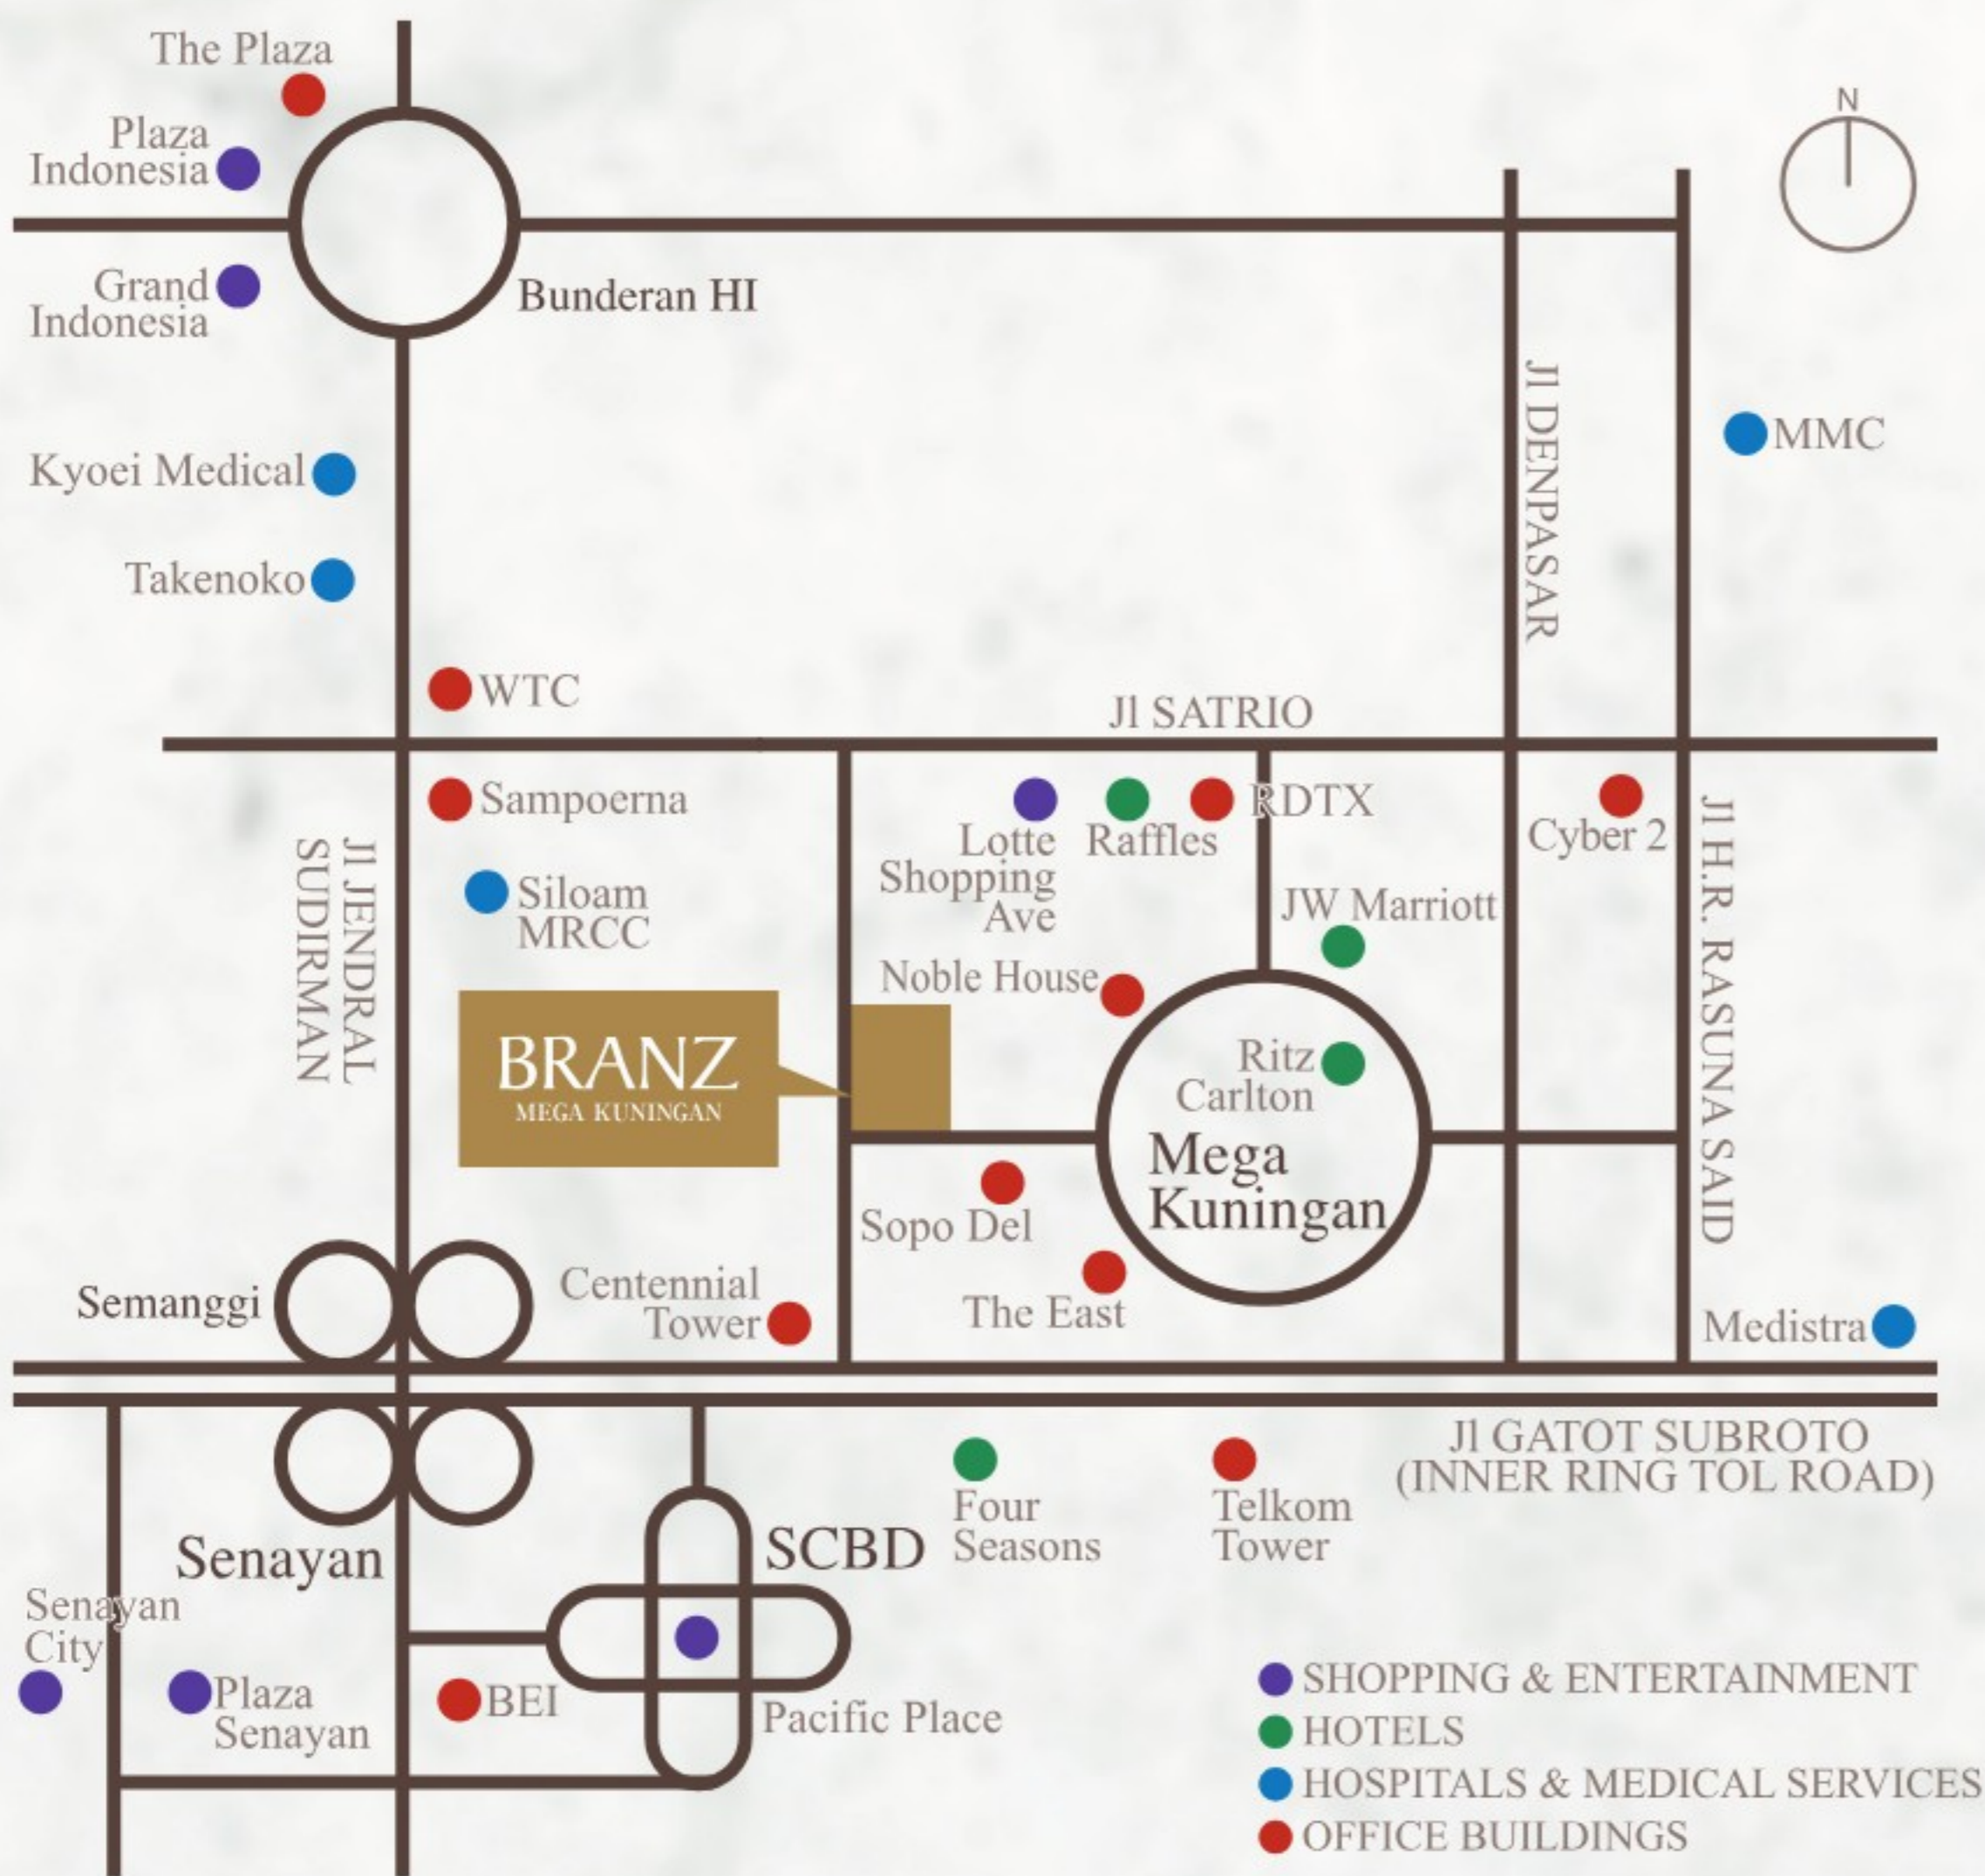 The Plaza
N
Plaza
Indonesia
Grand
Indonesia
Bunderan HI
Jl DENPASAR
MMC
Kyoei Medical
Takenoko
WTC
Jl SATRIO
Sampoerna
RDTX
Cyber 2
Lotte
Shopping
Ave
Raffles
Jl JENDRAL
SUDIRMAN
Jl H.R. RASUNA SAID
Siloam
MRCC
JW Marriott
Noble House
BRANZ
MEGA KUNINGAN
Ritz
Carlton
Mega
Kuningan
Sopo Del
Semanggi
Centennial
Tower
The East
Medistra
Jl GATOT SUBROTO
(INNER RING TOL ROAD)
Four
Seasons
Telkom
Tower
Senayan
SCBD
Senayan
City
Plaza
Senayan
BEI
Pacific Place
SHOPPING & ENTERTAINMENT
HOTELS
HOSPITALS & MEDICAL SERVICES
OFFICE BUILDINGS